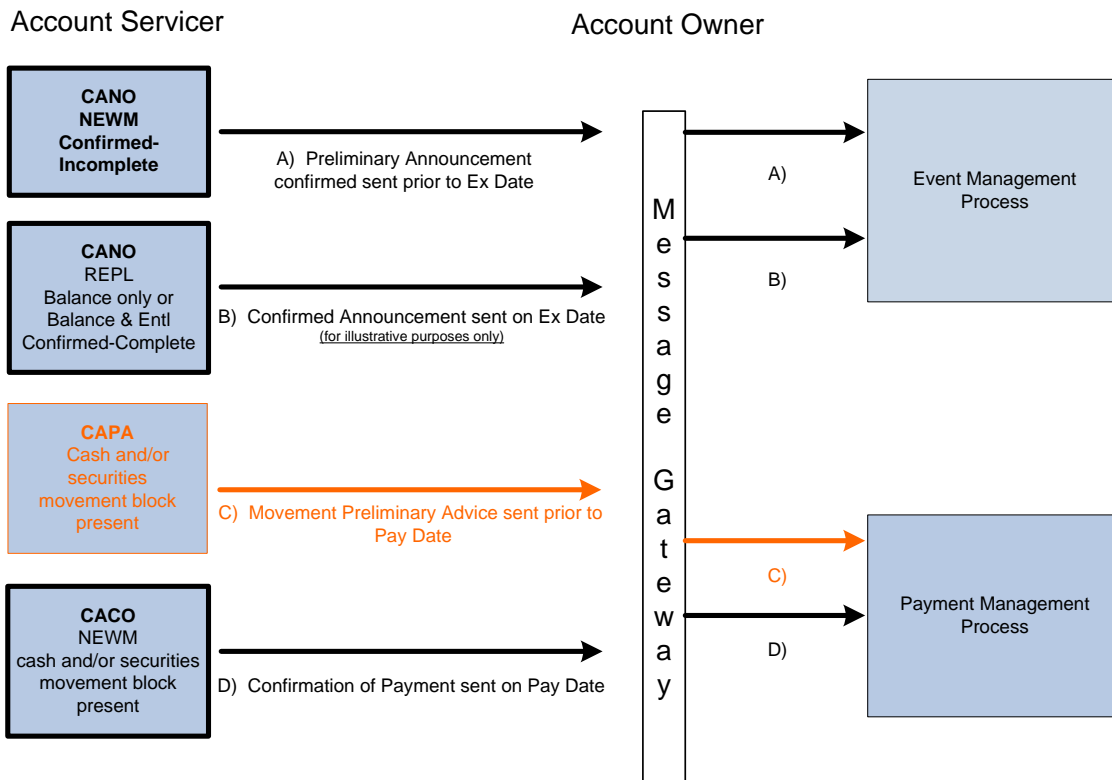 Account Servicer
Account Owner
CANO
NEWM
Confirmed-
Incomplete
A) Preliminary Announcement
confirmed sent prior to Ex Date
A)
Event Management
Process
CANO
REPL
Balance only or
Balance & Entl
Confirmed-Complete
B) Confirmed Announcement sent on Ex Date
(for illustrative purposes only)
B)
Message Gateway
CAPA
Cash and/or
securities
movement block
present
C) Movement Preliminary Advice sent prior to
Pay Date
C)
Payment Management
Process
CACO
NEWM
cash and/or securities
movement block
present
D) Confirmation of Payment sent on Pay Date
D)